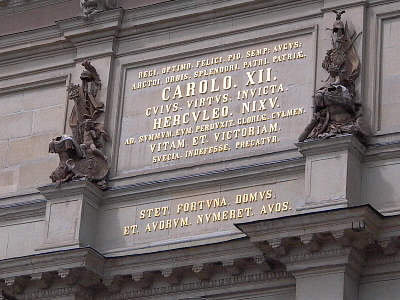 REGI. OPTIMO. FELICI. PIO. SEMP: AVGVS:
ARCTOI. ORBIS. SPLENDORI. PATRI. PATRIÆ.
CAROLO. XII.
CVIVS. VIRTVS. INVICTA.
HERCVLEO. NIXV.
AD. SVMMVM. EVM. PERVEXIT. GLORIÆ. CVLMEN.
VITAM. ET. VICTORIAM.
SVECIA. INDEFESSE. PRECATVR.
STET. FORTVNA. DOMVS.
ET. AVORVM. NVMERET. AVOS.